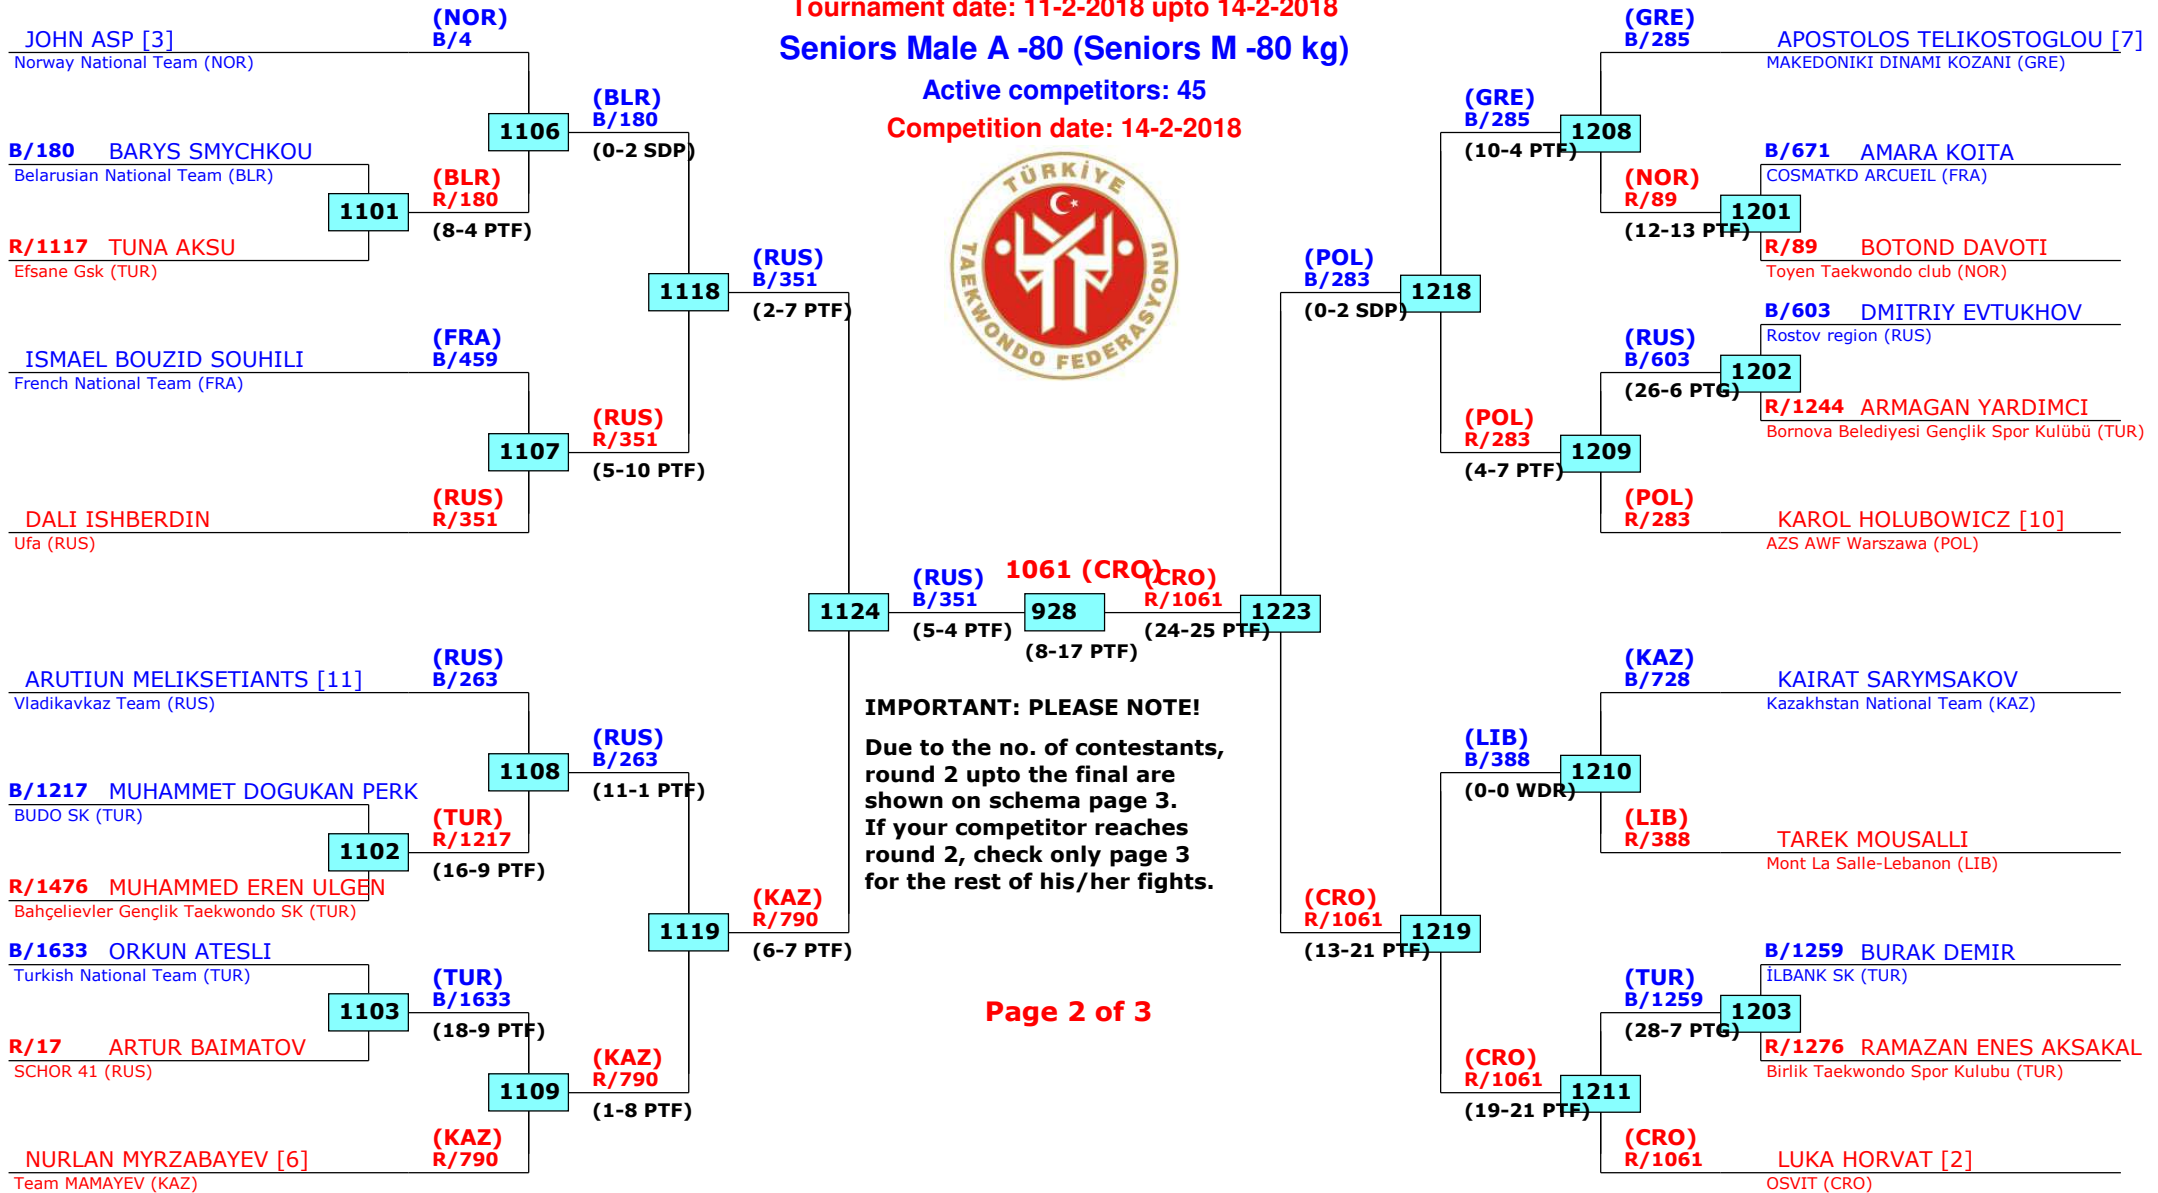 Tournament date: 11-2-2018 upto 14-2-2018
Seniors Male A -80 (Seniors M -80 kg)
Active competitors: 45
Competition date: 14-2-2018
TÜRKİYE
TAEKWONDO FEDERASYONU
JOHN ASP [3]
Norway National Team (NOR)
(NOR)
B/4
B/180 BARYS SMYCHKOU
Belarusian National Team (BLR)
1101
R/1117 TUNA AKSU
Efsane Gsk (TUR)
(BLR)
R/180
(8-4 PTF)
1106
(BLR)
B/180
(0-2 SDP)
ISMAEL BOUZID SOUHILI
French National Team (FRA)
(FRA)
B/459
1107
DALI ISHBERDIN
Ufa (RUS)
(RUS)
R/351
(RUS)
R/351
(5-10 PTF)
1118
(RUS)
B/351
(2-7 PTF)
ARUTIUN MELIKSETIANTS [11]
Vladikavkaz Team (RUS)
(RUS)
B/263
B/1217 MUHAMMET DOGUKAN PERK
BUDO SK (TUR)
1102
R/1476 MUHAMMED EREN ULGEN
Bahçelievler Gençlik Taekwondo SK (TUR)
(TUR)
R/1217
(16-9 PTF)
1108
(RUS)
B/263
(11-1 PTF)
B/1633 ORKUN ATESLI
Turkish National Team (TUR)
1103
R/17 ARTUR BAIMATOV
SCHOR 41 (RUS)
(TUR)
B/1633
(18-9 PTF)
1109
NURLAN MYRZABAYEV [6]
Team MAMAYEV (KAZ)
(KAZ)
R/790
(KAZ)
R/790
(1-8 PTF)
1119
(KAZ)
R/790
(6-7 PTF)
1124
(RUS)
B/351
(5-4 PTF)
1061 (CRO)
928
(8-17 PTF)
(CRO)
R/1061
(24-25 PTF)
1223
IMPORTANT: PLEASE NOTE!
Due to the no. of contestants,
round 2 upto the final are
shown on schema page 3.
If your competitor reaches
round 2, check only page 3
for the rest of his/her fights.
Page 2 of 3
(GRE)
B/285
APOSTOLOS TELIKOSTOGLOU [7]
MAKEDONIKI DINAMI KOZANI (GRE)
(GRE)
B/285
(10-4 PTF)
1208
B/671 AMARA KOITA
COSMATKD ARCUEIL (FRA)
(NOR)
R/89
(12-13 PTF)
1201
R/89 BOTOND DAVOTI
Toyen Taekwondo club (NOR)
(POL)
B/283
(0-2 SDP)
1218
B/603 DMITRIY EVTUKHOV
Rostov region (RUS)
(RUS)
B/603
(26-6 PTG)
1202
R/1244 ARMAGAN YARDIMCI
Bornova Belediyesi Gençlik Spor Kulübü (TUR)
(POL)
R/283
(4-7 PTF)
1209
(POL)
R/283
KAROL HOLUBOWICZ [10]
AZS AWF Warszawa (POL)
(KAZ)
B/728
KAIRAT SARYMSAKOV
Kazakhstan National Team (KAZ)
(LIB)
B/388
(0-0 WDR)
1210
(LIB)
R/388
TAREK MOUSALLI
Mont La Salle-Lebanon (LIB)
(CRO)
R/1061
(13-21 PTF)
1219
B/1259 BURAK DEMIR
İLBANK SK (TUR)
(TUR)
B/1259
(28-7 PTG)
1203
R/1276 RAMAZAN ENES AKSAKAL
Birlik Taekwondo Spor Kulubu (TUR)
(CRO)
R/1061
(19-21 PTF)
1211
(CRO)
R/1061
LUKA HORVAT [2]
OSVIT (CRO)